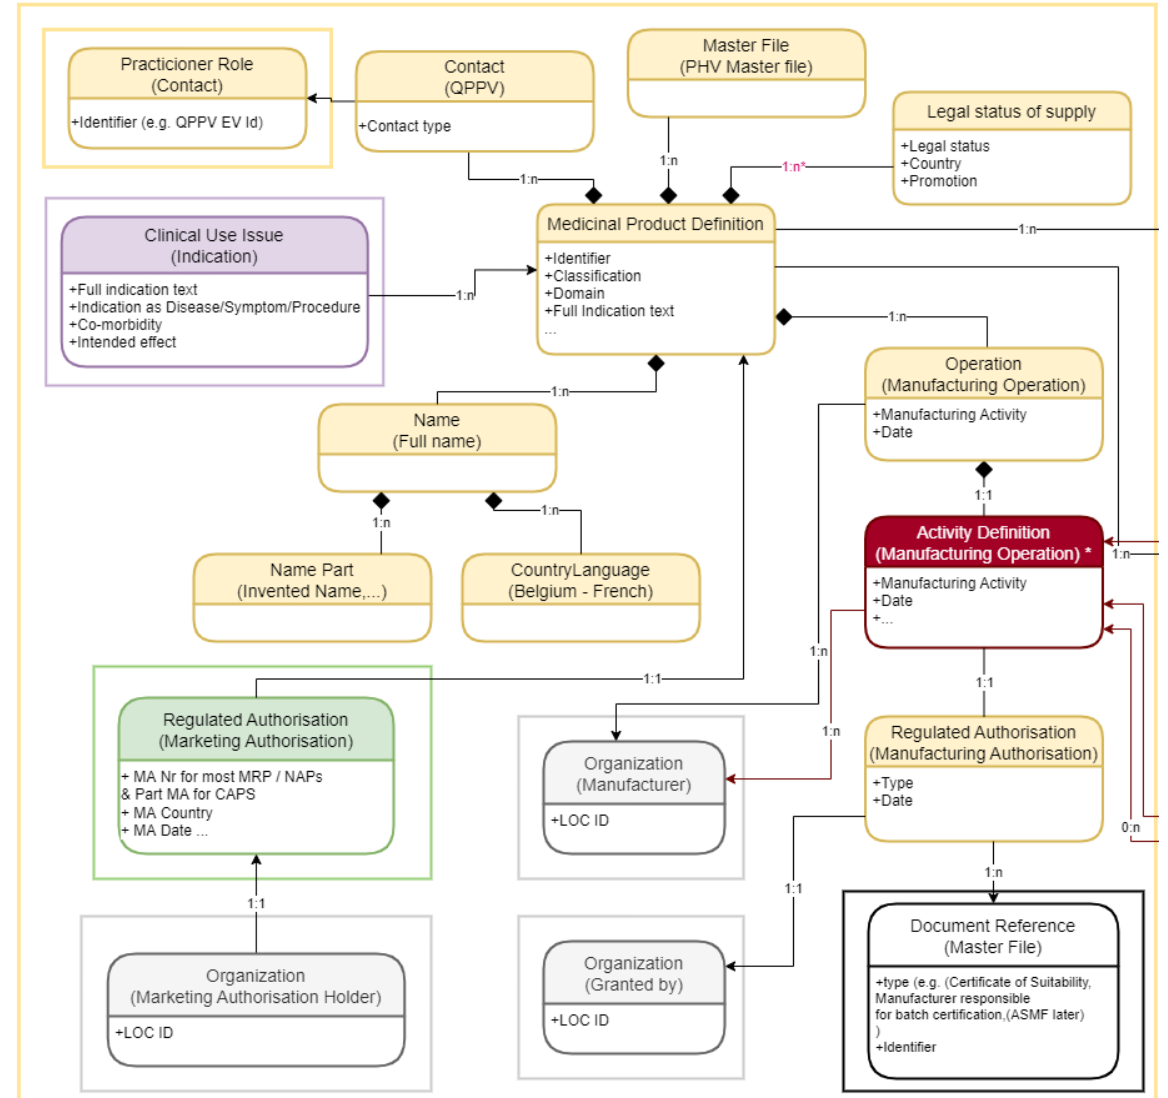 Practicioner Role
(Contact)
+Identifier (e.g. QPPV EV Id)
Contact
(QPPV)
+Contact type
Master File
(PHV Master file)
Legal status of supply
+Legal status
+Country
+Promotion
1:n
1:n
1:n*
Clinical Use Issue
(Indication)
+Full indication text
+Indication as Disease/Symptom/Procedure
+Co-morbidity
+Intended effect
1:n
Medicinal Product Definition
+Identifier
+Classification
+Domain
+Full Indication text
...
1:n
1:n
1:n
Operation
(Manufacturing Operation)
+Manufacturing Activity
+Date
1:n
Name
(Full name)
1:n
1:n
1:1
Name Part
(Invented Name,...)
CountryLanguage
(Belgium - French)
Activity Definition
(Manufacturing Operation) *
+Manufacturing Activity
+Date
+...
1:n
1:1
1:n
1:1
1:n
Regulated Authorisation
(Marketing Authorisation)
+ MA Nr for most MRP / NAPs
& Part MA for CAPS
+ MA Country
+ MA Date ...
Organization
(Manufacturer)
+LOC ID
Regulated Authorisation
(Manufacturing Authorisation)
+Type
+Date
0:n
1:1
1:1
1:n
Organization
(Marketing Authorisation Holder)
+LOC ID
Organization
(Granted by)
+LOC ID
Document Reference
(Master File)
+type (e.g. (Certificate of Suitability,
Manufacturer responsible
for batch certification,(ASMF later)
)
+Identifier